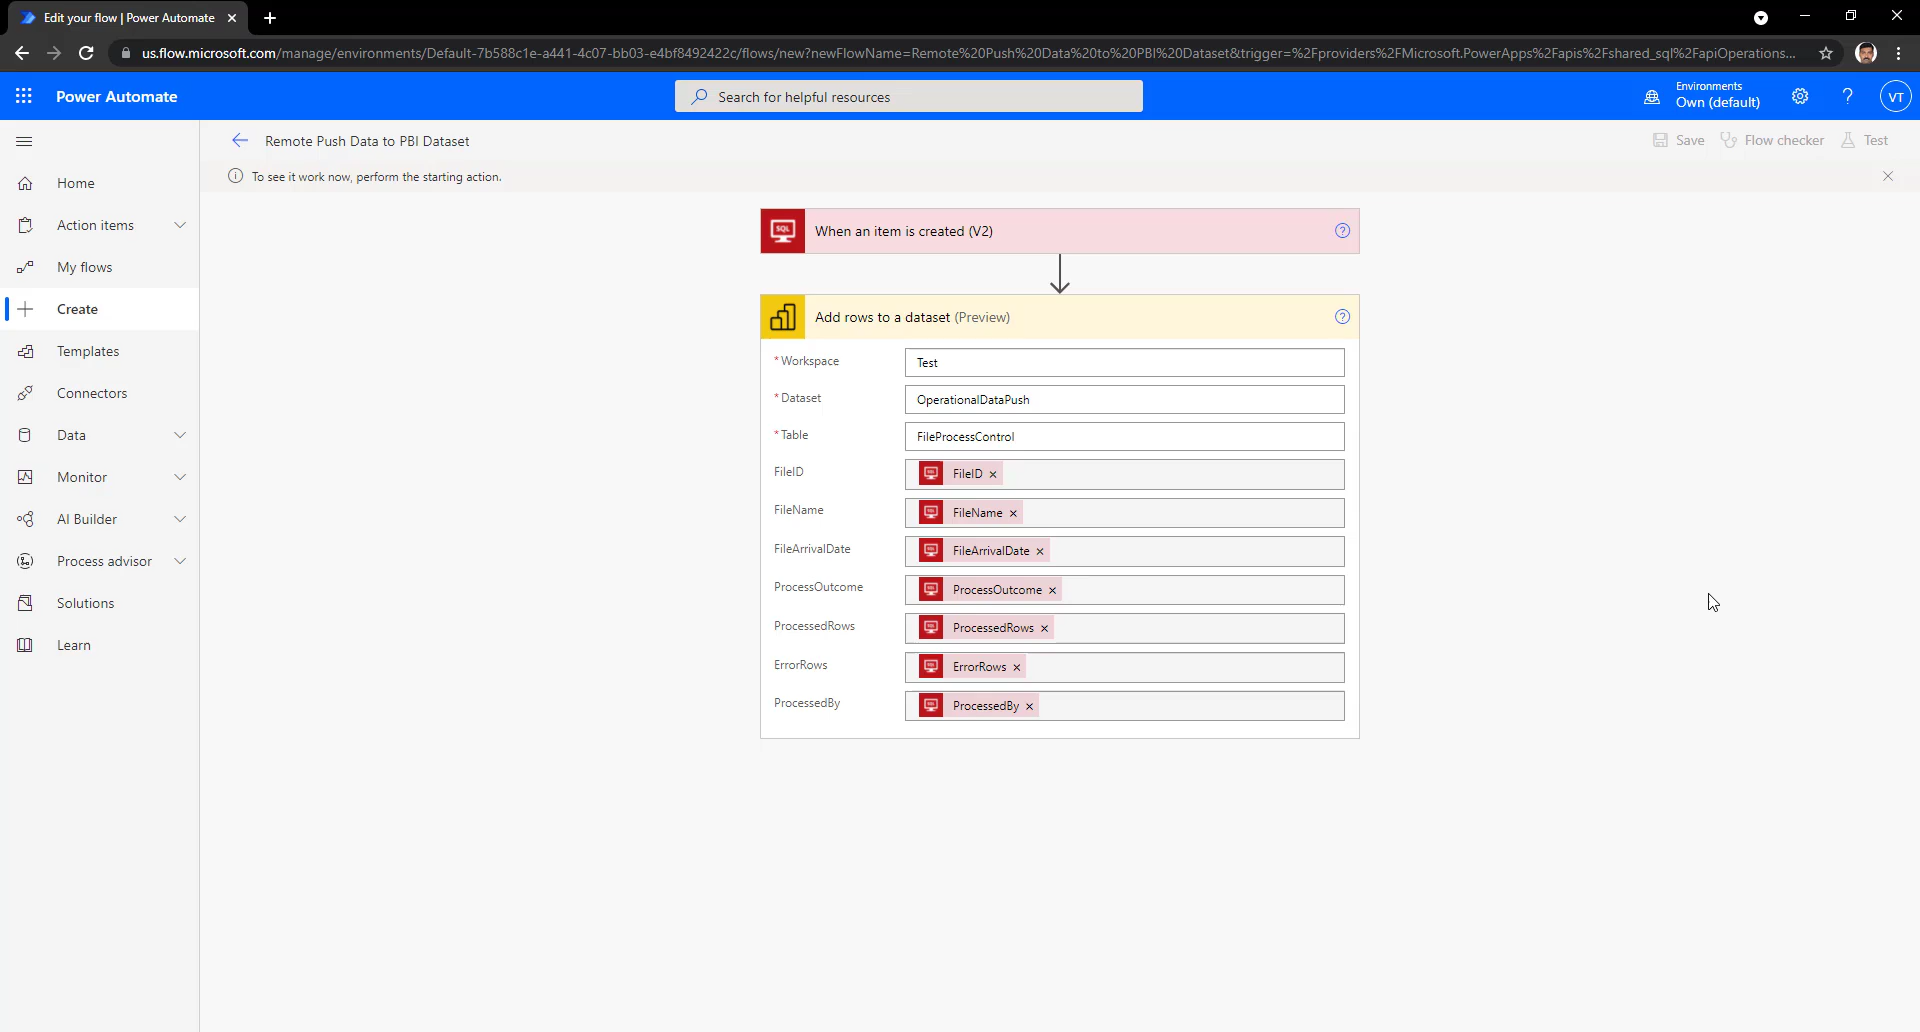 Edit your flow | Power Automate
us.flow.microsoft.com/manage/environments/Default-7b588c1e-a441-4c07-bb03-e4bf8492422c/flows/new?newFlowName=Remote%20Push%20Data%20to%20PBI%20Dataset&trigger=%2Fproviders%2FMicrosoft.PowerApps%2Fapis%2Fshared_sql%2FapiOperations...
Power Automate
Search for helpful resources
Environments
Own (default)
?
VT
Remote Push Data to PBI Dataset
Save
Flow checker
Test
To see it work now, perform the starting action.
Home
Action items
My flows
Create
Templates
Connectors
Data
Monitor
AI Builder
Process advisor
Solutions
Learn
SQL
When an item is created (V2)
?
Add rows to a dataset (Preview)
?
* Workspace
Test
* Dataset
OperationalDataPush
* Table
FileProcessControl
FileID
FileID
FileName
FileName
FileArrivalDate
FileArrivalDate
ProcessOutcome
ProcessOutcome
ProcessedRows
ProcessedRows
ErrorRows
ErrorRows
ProcessedBy
ProcessedBy